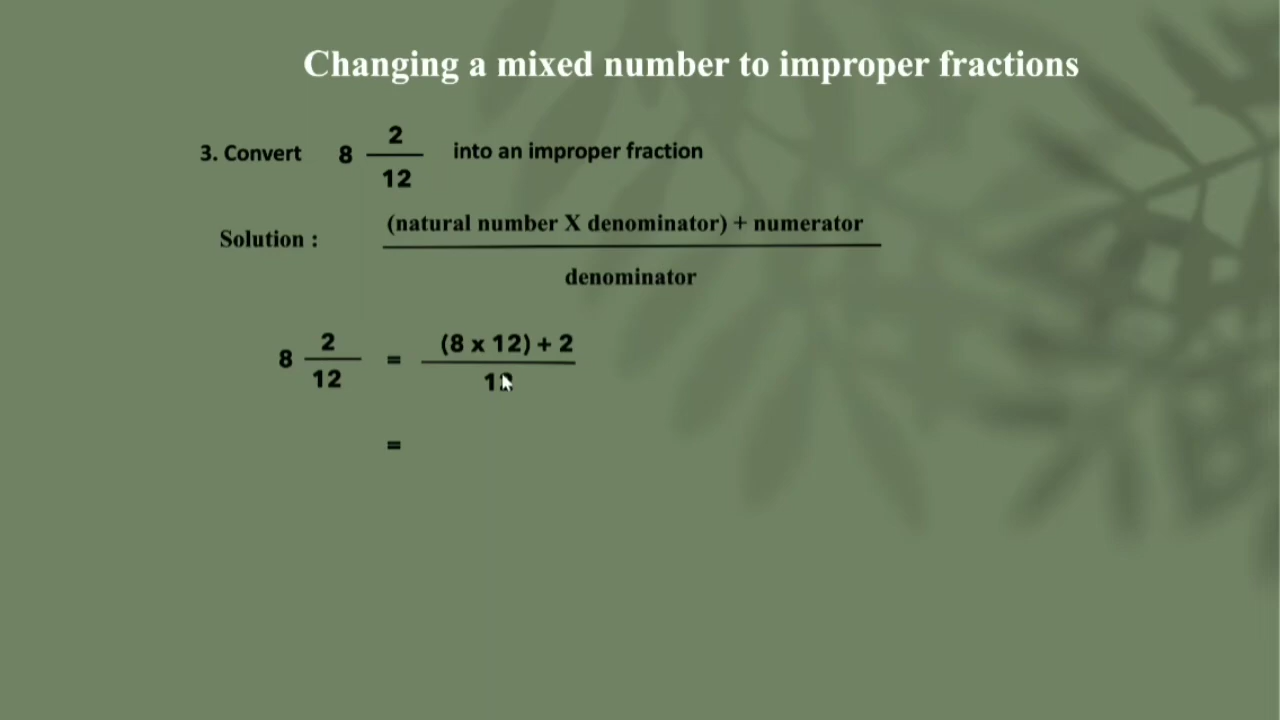 Changing a mixed number to improper fractions
3. Convert 8 2/12 into an improper fraction
Solution : (natural number X denominator) + numerator
denominator
8 2/12 = (8 x 12) + 2
12
=